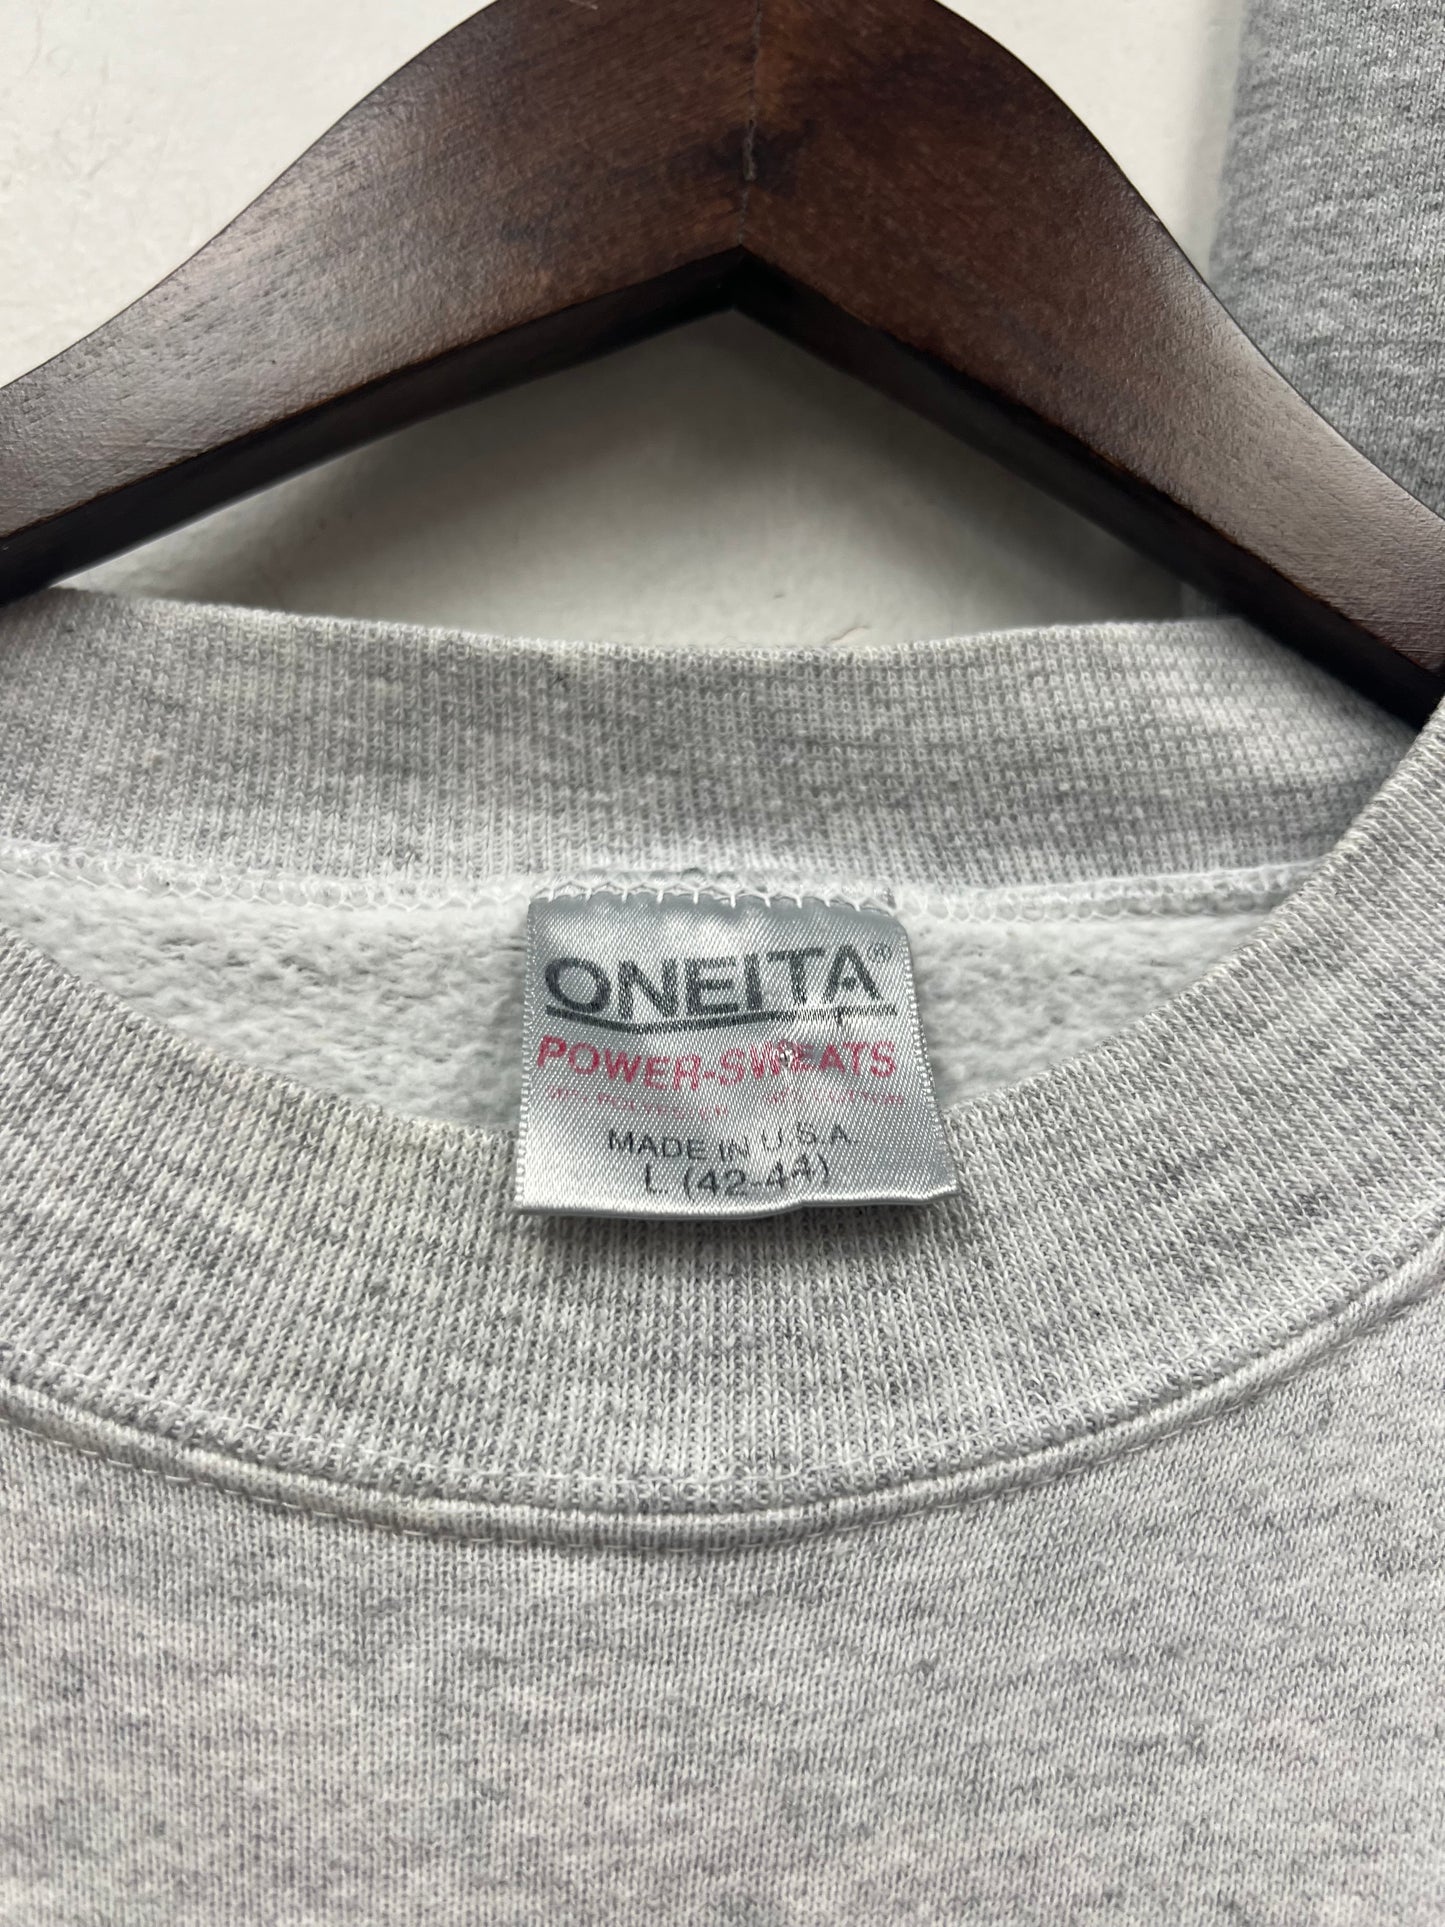 ONEITA®
POWER-SWEATS
MADE IN U.S.A.
L. (42-44)